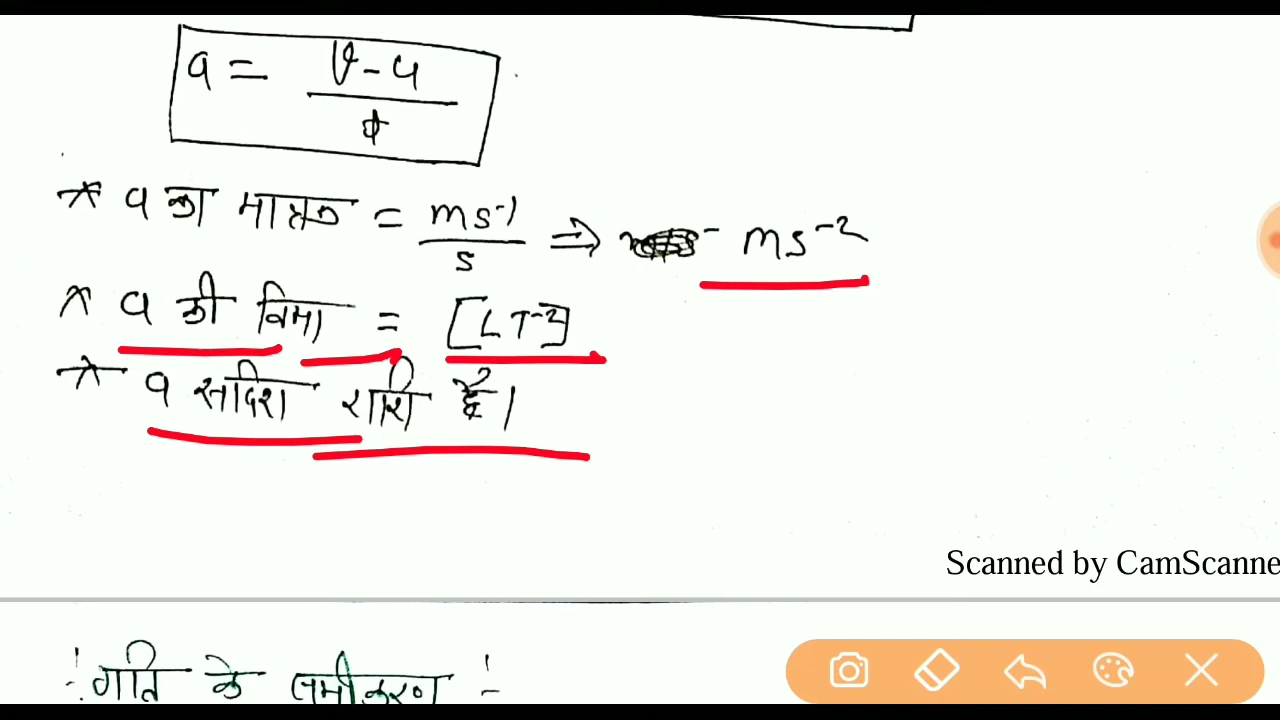 a = v - u / t
* a का मात्रक = ms⁻¹ / s ⇒ ms⁻²
* a की विमा = [LT⁻²]
* a सदिश राशि है।
Scanned by CamScanne
गति के समीकरण :-